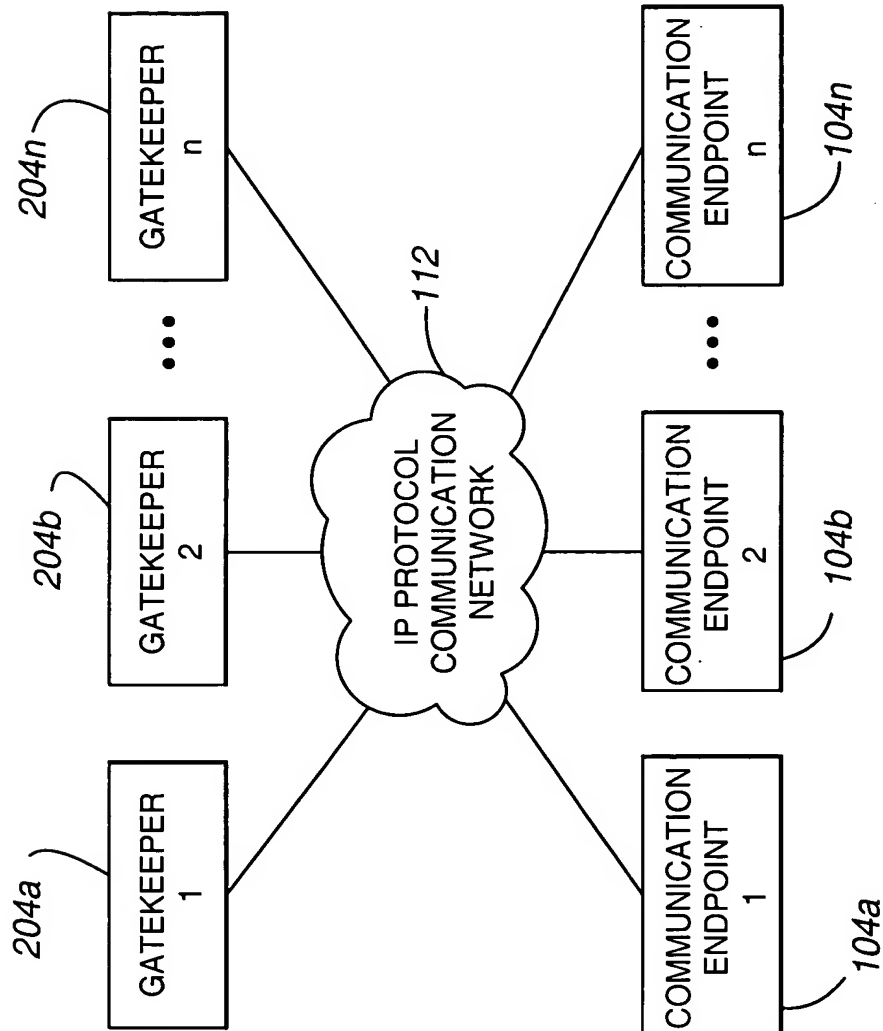 204a
204b
204n
GATEKEEPER
1
GATEKEEPER
2
•••
GATEKEEPER
n
IP PROTOCOL
COMMUNICATION
NETWORK
112
COMMUNICATION
ENDPOINT
1
COMMUNICATION
ENDPOINT
2
•••
COMMUNICATION
ENDPOINT
n
104a
104b
104n